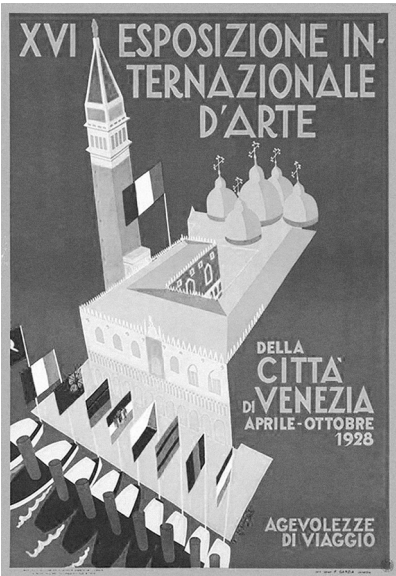 XVI ESPOSIZIONE IN-
TERNAZIONALE
D'ARTE
DELLA
CITTA'
DI VENEZIA
APRILE-OTTOBRE
1928
AGEVOLEZZE
DI VIAGGIO